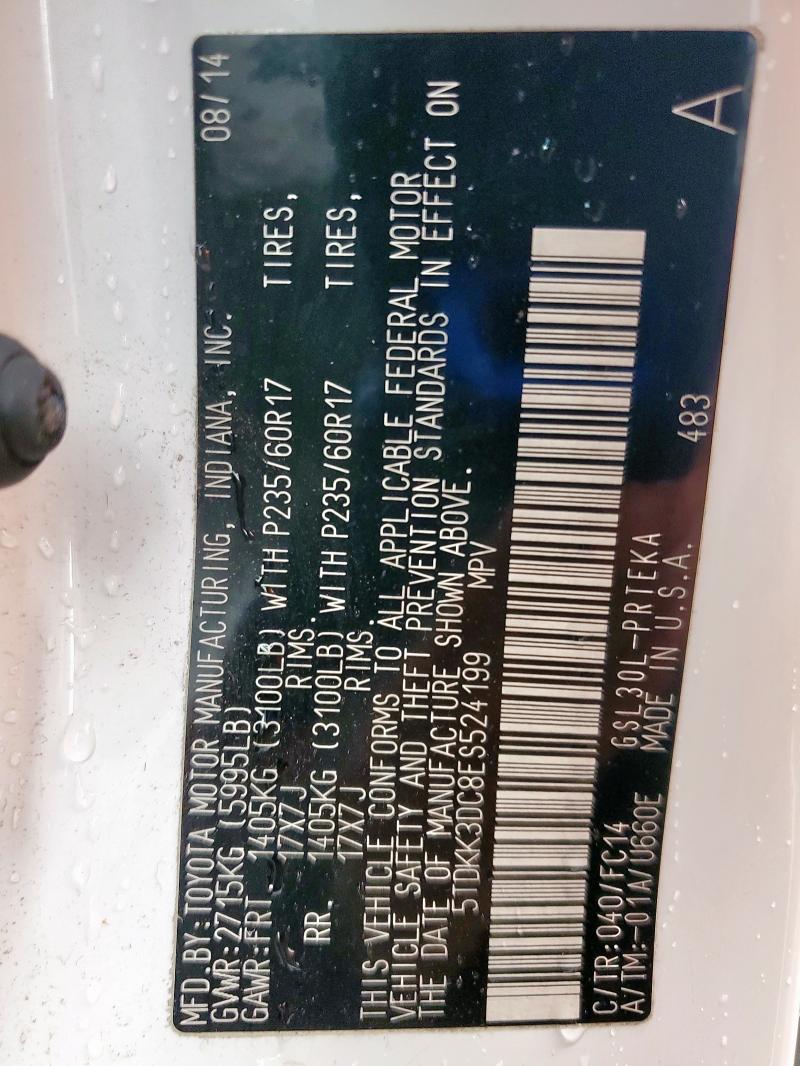 MFD.BY:TOYOTA MOTOR MANUFACTURING, INDIANA, INC. 08/14
GVWR:2715KG (5995LB)
GAWR:FRT. 1405KG (3100LB) WITH P235/60R17 TIRES,
17X7J RIMS.
RR. 1405KG (3100LB) WITH P235/60R17 TIRES,
17X7J RIMS.
THIS VEHICLE CONFORMS TO ALL APPLICABLE FEDERAL MOTOR
VEHICLE SAFETY AND THEFT PREVENTION STANDARDS IN EFFECT ON
THE DATE OF MANUFACTURE SHOWN ABOVE.
5TDKK3DC8ES524199 MPV
C/TR:040/FC14 GSL30L-PRTEKA
A/TM:-01A/U660E MADE IN U.S.A. 483
A